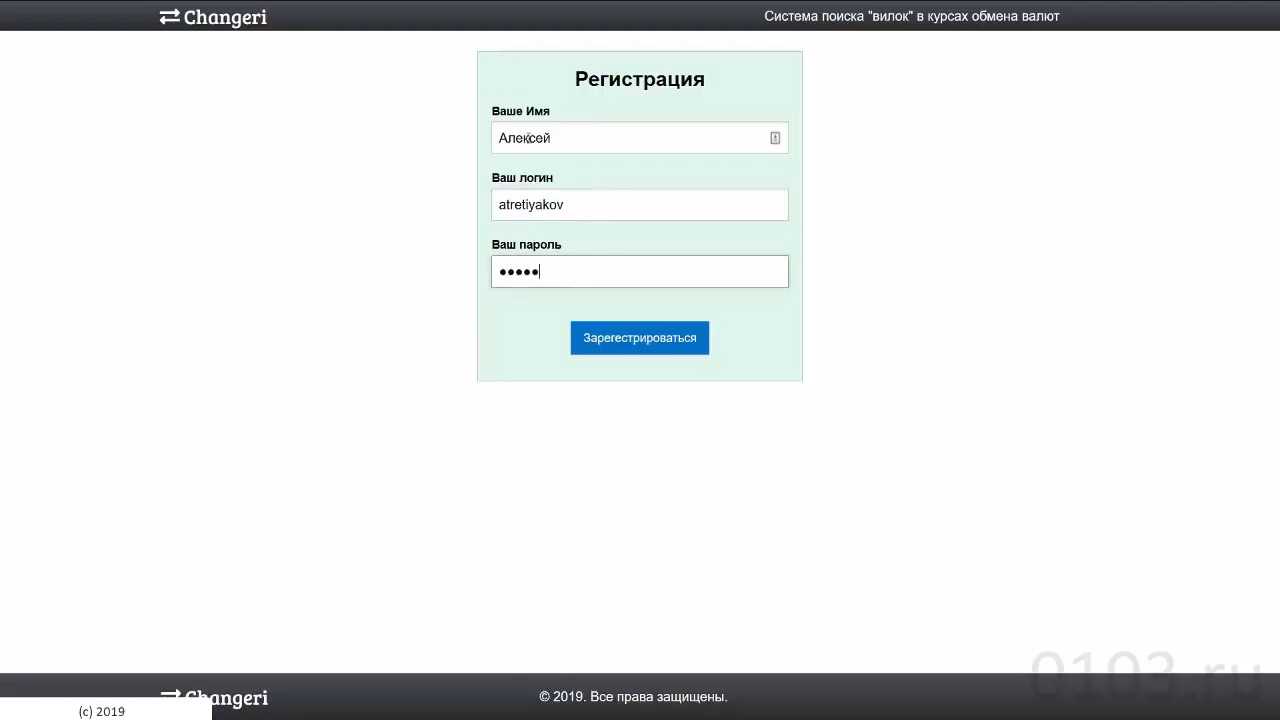 Changeri
Система поиска "вилок" в курсах обмена валют
Регистрация
Ваше Имя
Алексей
Ваш логин
atretiyakov
Ваш пароль
●●●●●
Зарегестрироваться
0103.ru
Changeri
© 2019. Все права защищены.
(c) 2019